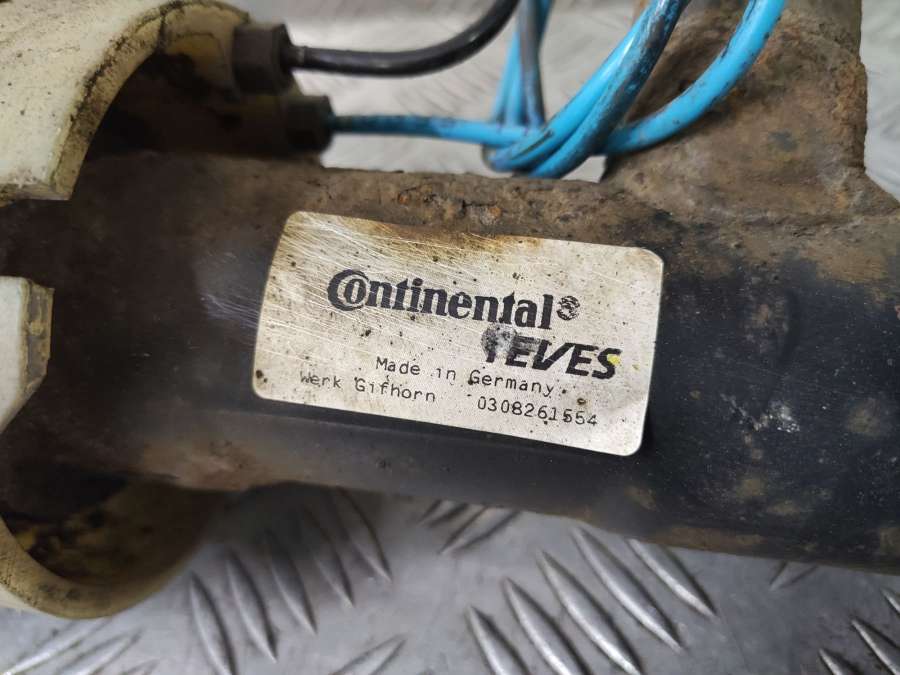 Continental®
TEVES
Made in Germany
Werk Gifhorn 0308261554